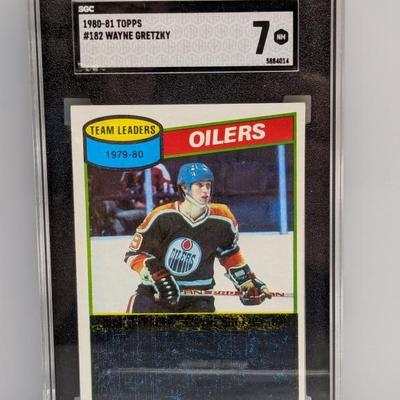 SGC
1980-81 TOPPS
#182 WAYNE GRETZKY
7 NM
5884014
TEAM LEADERS
1979-80
OILERS
OILERS